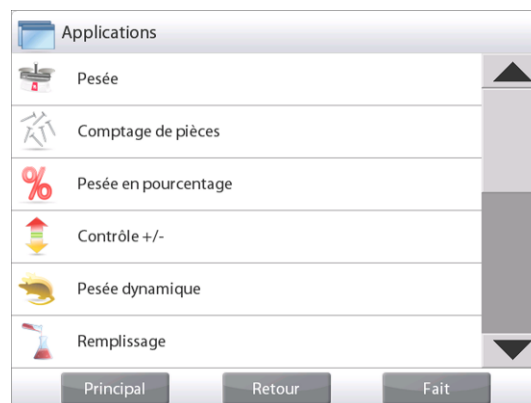 Applications
Pesée
Comptage de pièces
Pesée en pourcentage
Contrôle +/-
Pesée dynamique
Remplissage
Principal Retour Fait